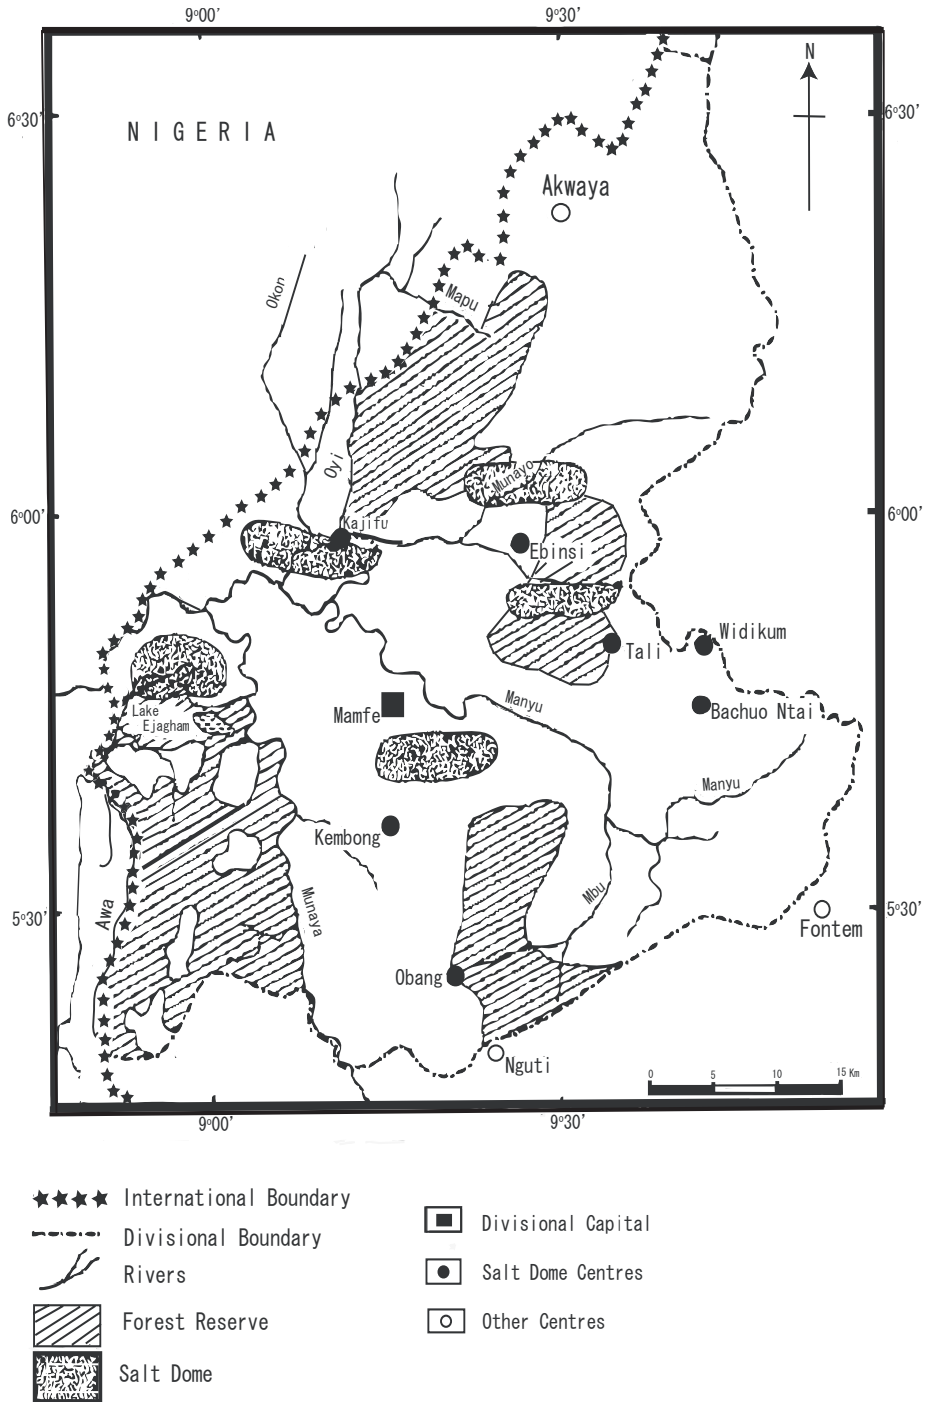 9°00'
9°30'
N
6°30'
6°30'
NIGERIA
Akwaya
Okon
Mapu
Oyi
Munayo
6°00'
Kajifu
6°00'
Ebinsi
Widikum
Tali
Manyu
Bachuo Ntai
Lake
Ejagham
Mamfe
Manyu
Kembong
Mbu
Munaya
Awa
5°30'
5°30'
Fontem
Obang
Nguti
0 5 10 15 Km
9°00'
9°30'
International Boundary
Divisional Boundary
Rivers
Forest Reserve
Salt Dome
Divisional Capital
Salt Dome Centres
Other Centres